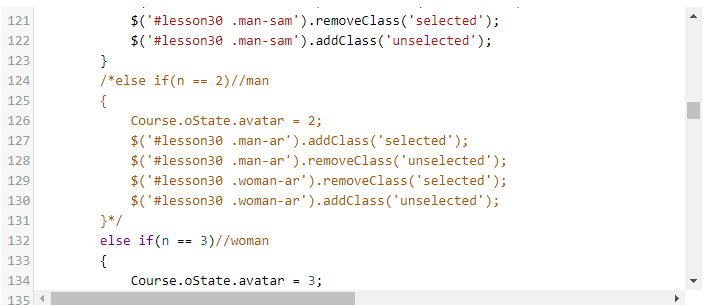 121 $('#lesson30 .man-sam').removeClass('selected');
122 $('#lesson30 .man-sam').addClass('unselected');
123 }
124 /*else if(n == 2)//man
125 {
126 Course.oState.avatar = 2;
127 $('#lesson30 .man-ar').addClass('selected');
128 $('#lesson30 .man-ar').removeClass('unselected');
129 $('#lesson30 .woman-ar').removeClass('selected');
130 $('#lesson30 .woman-ar').addClass('unselected');
131 }*/
132 else if(n == 3)//woman
133 {
134 Course.oState.avatar = 3;
135